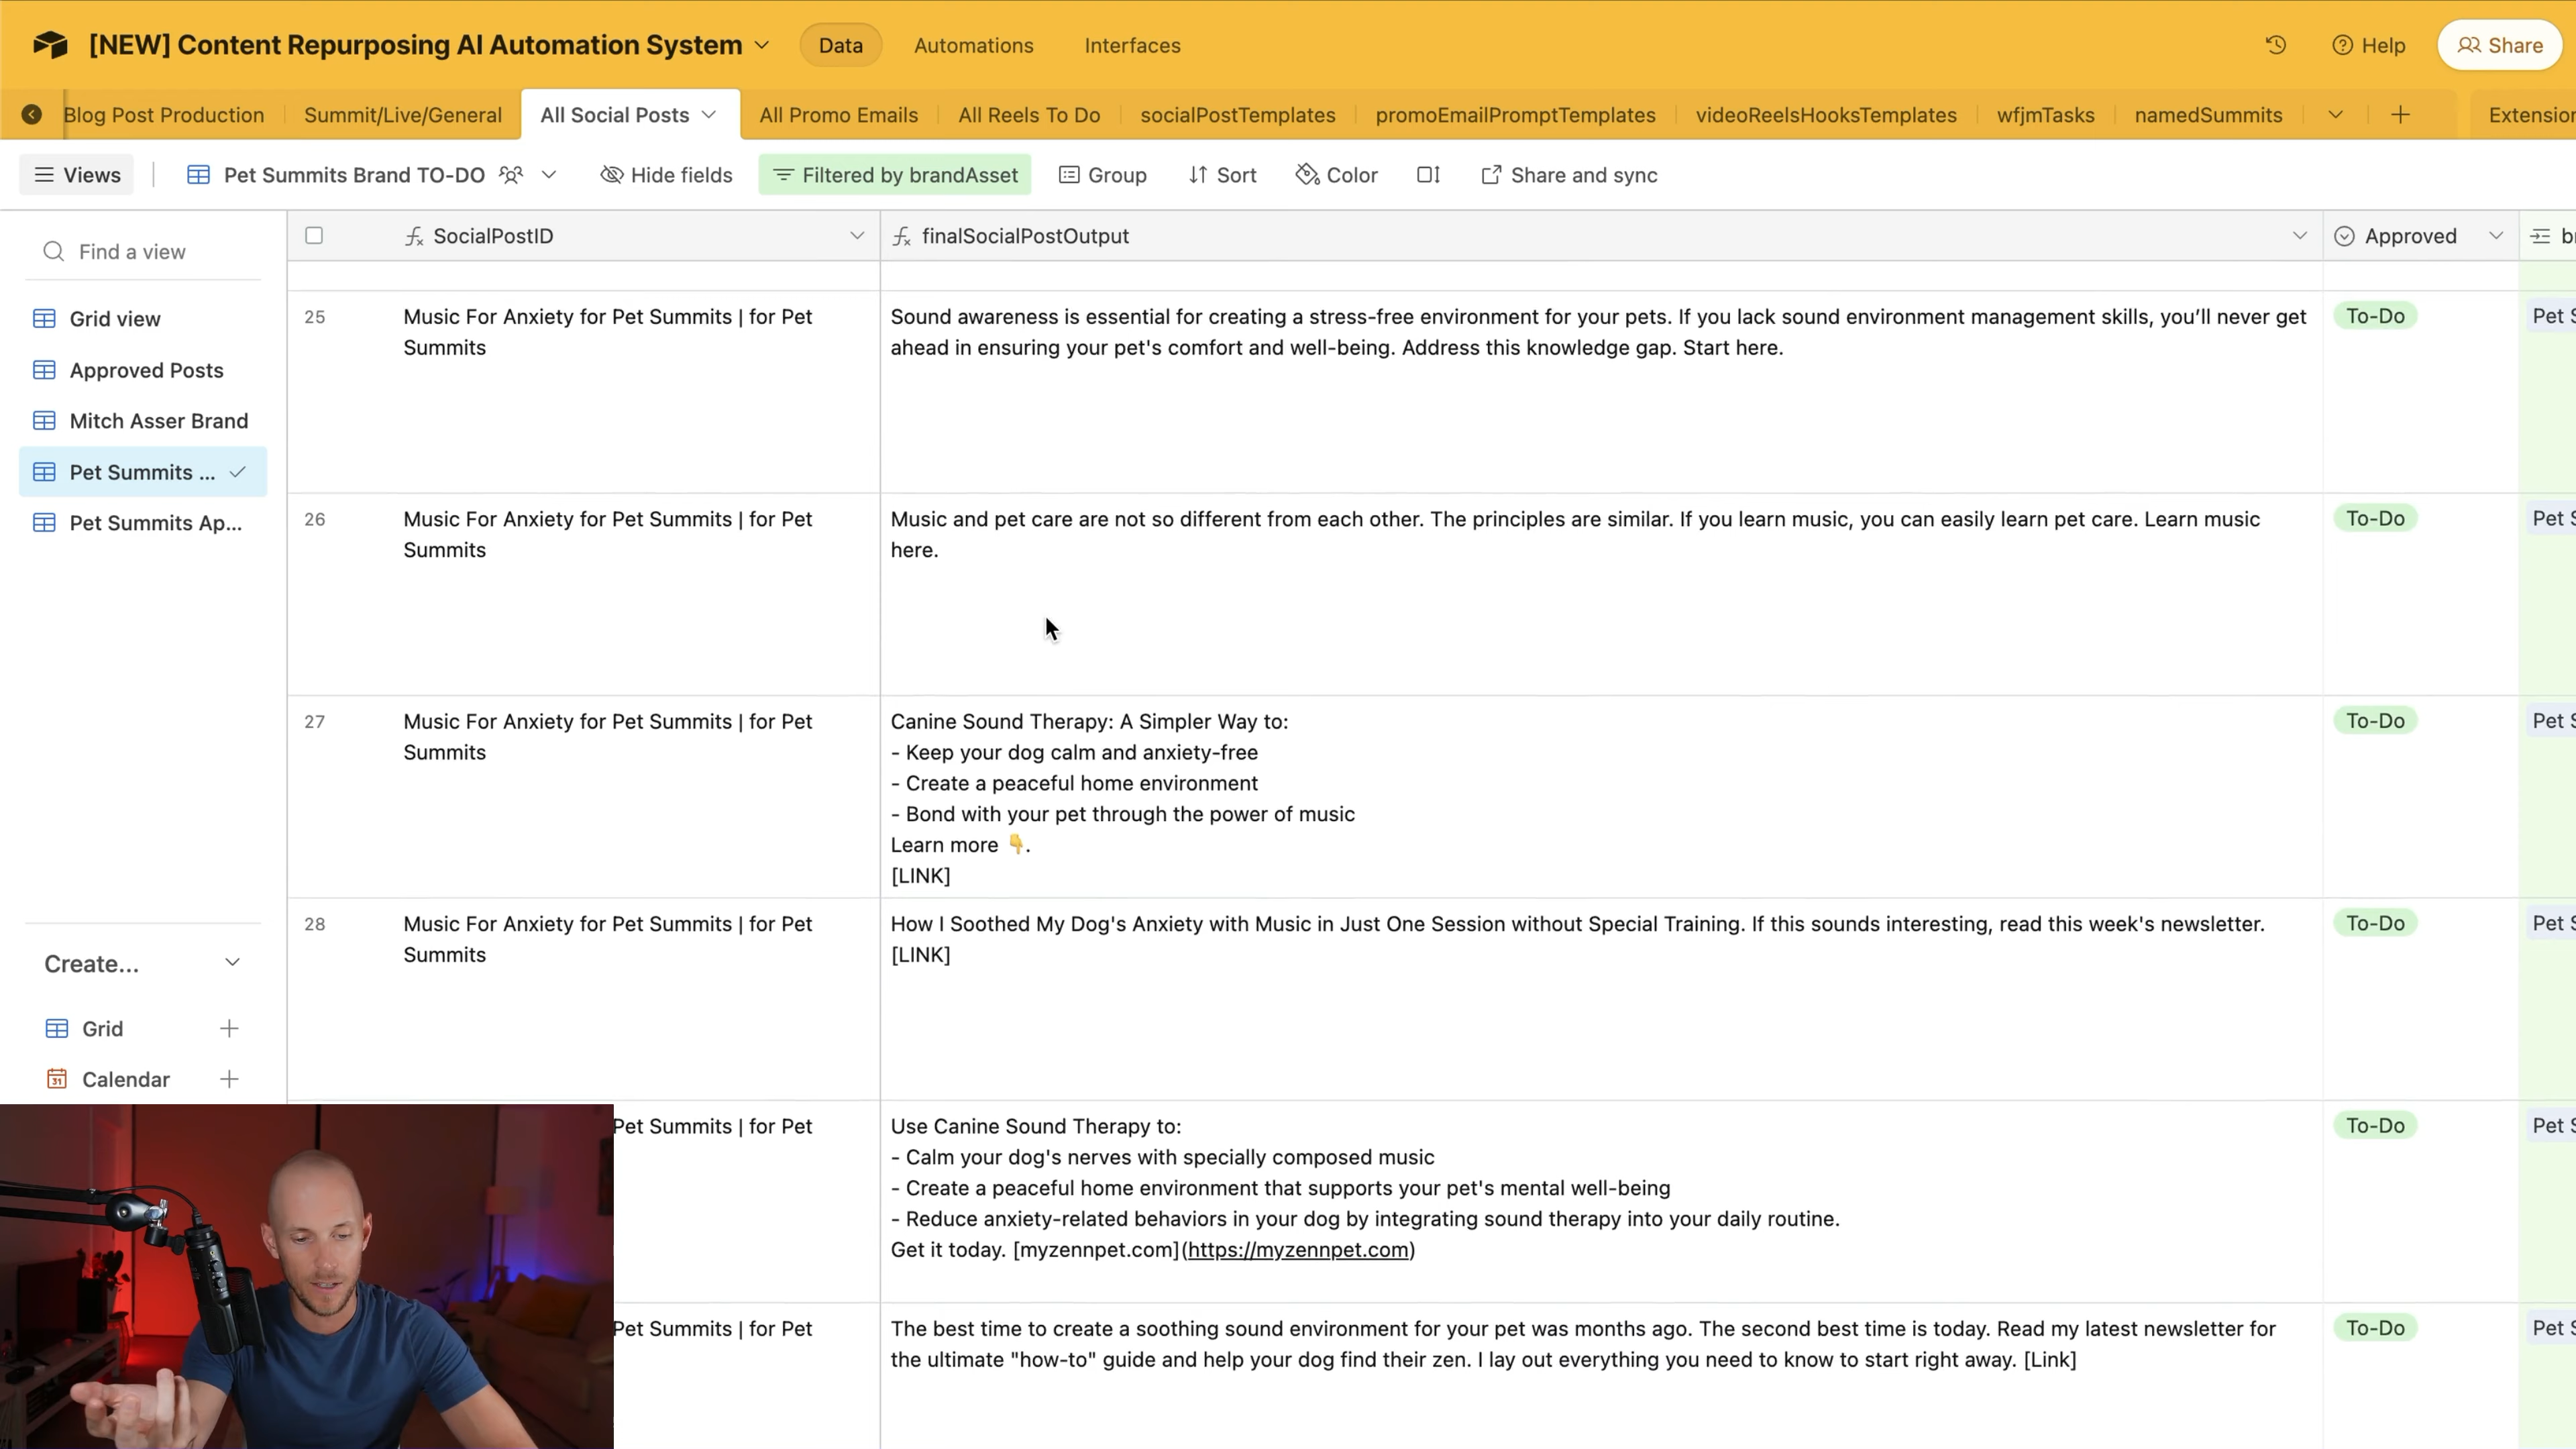 [NEW] Content Repurposing AI Automation System
Data
Automations
Interfaces
Help
Share
Blog Post Production
Summit/Live/General
All Social Posts
All Promo Emails
All Reels To Do
socialPostTemplates
promoEmailPromptTemplates
videoReelsHooksTemplates
wfjmTasks
namedSummits
Extension
Views
Pet Summits Brand TO-DO
Hide fields
Filtered by brandAsset
Group
Sort
Color
Share and sync
Find a view
Grid view
Approved Posts
Mitch Asser Brand
Pet Summits ...
Pet Summits Ap...
Create...
Grid
Calendar
SocialPostID
finalSocialPostOutput
Approved
br
25
Music For Anxiety for Pet Summits | for Pet
Summits
Sound awareness is essential for creating a stress-free environment for your pets. If you lack sound environment management skills, you’ll never get
ahead in ensuring your pet's comfort and well-being. Address this knowledge gap. Start here.
To-Do
Pet S
26
Music For Anxiety for Pet Summits | for Pet
Summits
Music and pet care are not so different from each other. The principles are similar. If you learn music, you can easily learn pet care. Learn music
here.
To-Do
Pet S
27
Music For Anxiety for Pet Summits | for Pet
Summits
Canine Sound Therapy: A Simpler Way to:
- Keep your dog calm and anxiety-free
- Create a peaceful home environment
- Bond with your pet through the power of music
Learn more 👇.
[LINK]
To-Do
Pet S
28
Music For Anxiety for Pet Summits | for Pet
Summits
How I Soothed My Dog's Anxiety with Music in Just One Session without Special Training. If this sounds interesting, read this week's newsletter.
[LINK]
To-Do
Pet S
Pet Summits | for Pet
Use Canine Sound Therapy to:
- Calm your dog's nerves with specially composed music
- Create a peaceful home environment that supports your pet's mental well-being
- Reduce anxiety-related behaviors in your dog by integrating sound therapy into your daily routine.
Get it today. [myzennpet.com](https://myzennpet.com)
To-Do
Pet S
Pet Summits | for Pet
The best time to create a soothing sound environment for your pet was months ago. The second best time is today. Read my latest newsletter for
the ultimate "how-to" guide and help your dog find their zen. I lay out everything you need to know to start right away. [Link]
To-Do
Pet S